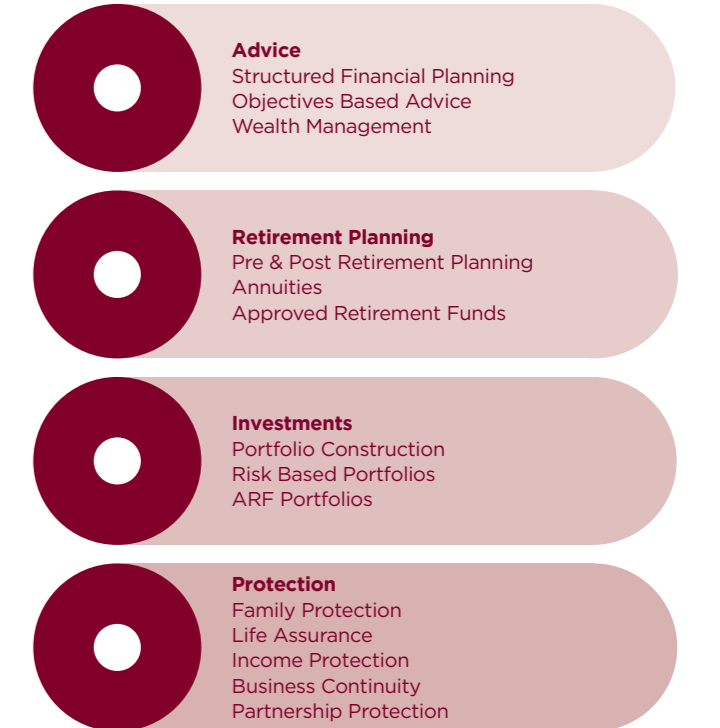 Advice
Structured Financial Planning
Objectives Based Advice
Wealth Management
Retirement Planning
Pre & Post Retirement Planning
Annuities
Approved Retirement Funds
Investments
Portfolio Construction
Risk Based Portfolios
ARF Portfolios
Protection
Family Protection
Life Assurance
Income Protection
Business Continuity
Partnership Protection